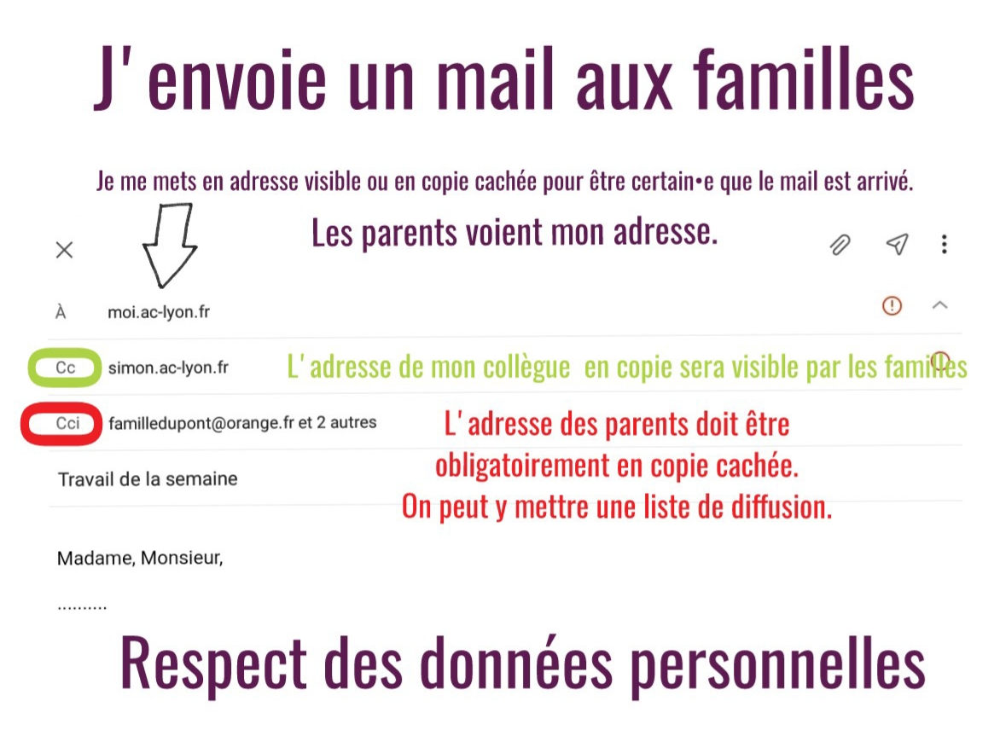 J'envoie un mail aux familles
Je me mets en adresse visible ou en copie cachée pour être certain•e que le mail est arrivé.
Les parents voient mon adresse.
À moi.ac-lyon.fr
Cc simon.ac-lyon.fr L'adresse de mon collègue en copie sera visible par les familles
Cci famillledupont@orange.fr et 2 autres
L'adresse des parents doit être
obligatoirement en copie cachée.
On peut y mettre une liste de diffusion.
Travail de la semaine
Madame, Monsieur,
..........
Respect des données personnelles